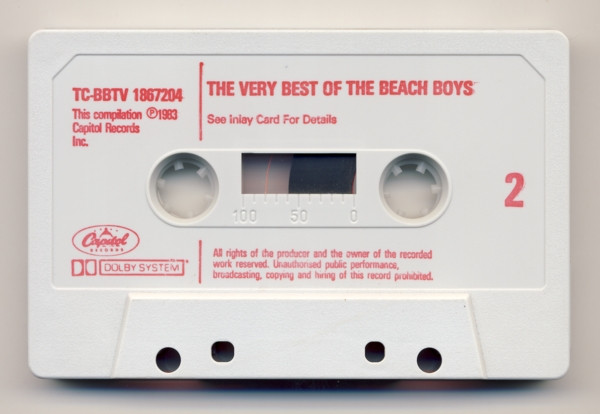 TC-BBTV 1867204
This compilation Ⓟ1983
Capitol Records
Inc.
THE VERY BEST OF THE BEACH BOYS
See Inlay Card For Details
2
100 50 0
Capitol
RECORDS
DOLBY SYSTEM
All rights of the producer and the owner of the recorded
work reserved. Unauthorised public performance,
broadcasting, copying and hiring of this record prohibited.